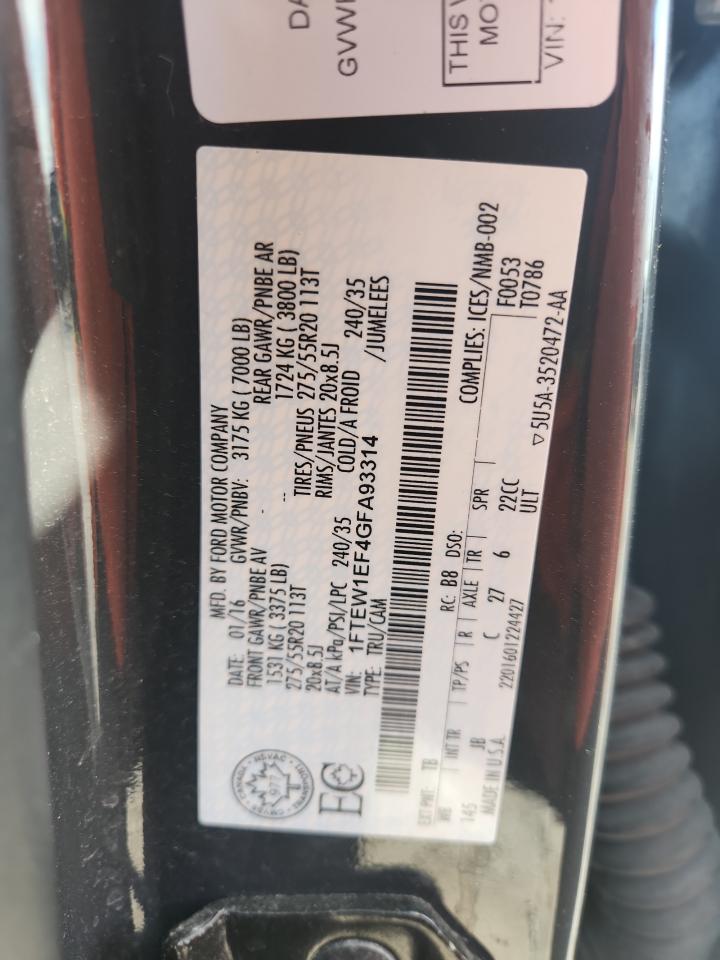 DA
GVW
THIS V
MO
VIN:
MFD. BY FORD MOTOR COMPANY
DATE: 01/16 GVWR/PNBV: 3175 KG ( 7000 LB)
FRONT GAWR/PNBE AV REAR GAWR/PNBE AR
1531 KG ( 3375 LB) 1724 KG ( 3800 LB)
275/55R20 113T TIRES/PNEUS 275/55R20 113T
20x8.5J RIMS/JANTES 20x8.5J
AT/A kPa/PSI/LPC 240/35 COLD/A FROID 240/35
VIN: 1FTEW1EF4GFA93314 /JUMELEES
TYPE: TRU/CAM
COMPLIES: ICES/NMB-002
EXT PNT: TB RC: B8 DSO: F0053
WB INT TR TP/PS R AXLE TR SPR T0786
145 JB C 27 6 22CC
ULT
MADE IN U.S.A. 2201601224427 5U5A-3520472-AA
CANADA
NSVAC
977
TRANSPORT
EC